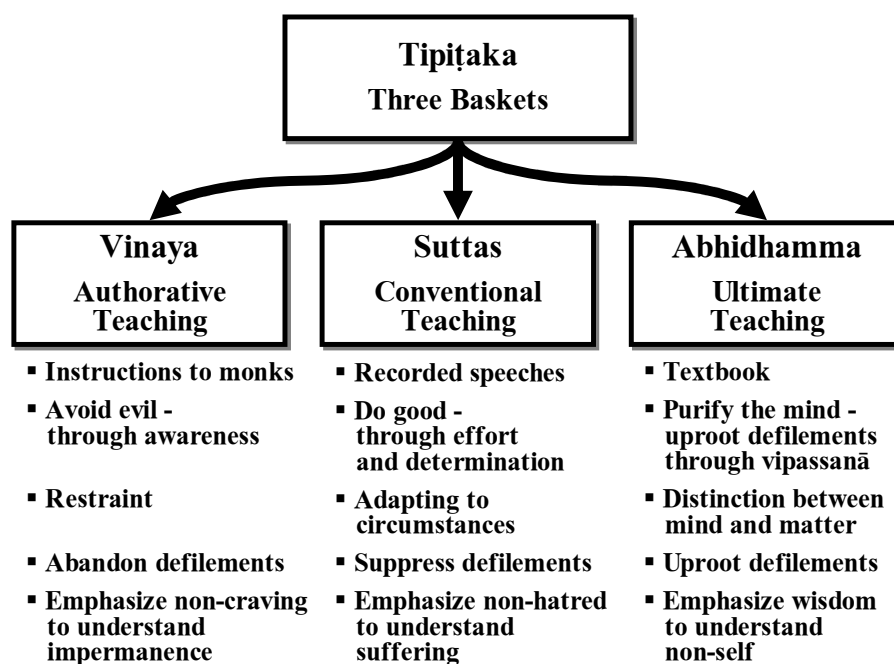 Tipiṭaka
Three Baskets
Vinaya
Authorative
Teaching
▪ Instructions to monks
▪ Avoid evil -
through awareness
▪ Restraint
▪ Abandon defilements
▪ Emphasize non-craving
to understand
impermanence
Suttas
Conventional
Teaching
▪ Recorded speeches
▪ Do good -
through effort
and determination
▪ Adapting to
circumstances
▪ Suppress defilements
▪ Emphasize non-hatred
to understand
suffering
Abhidhamma
Ultimate
Teaching
▪ Textbook
▪ Purify the mind -
uproot defilements
through vipassanā
▪ Distinction between
mind and matter
▪ Uproot defilements
▪ Emphasize wisdom
to understand
non-self